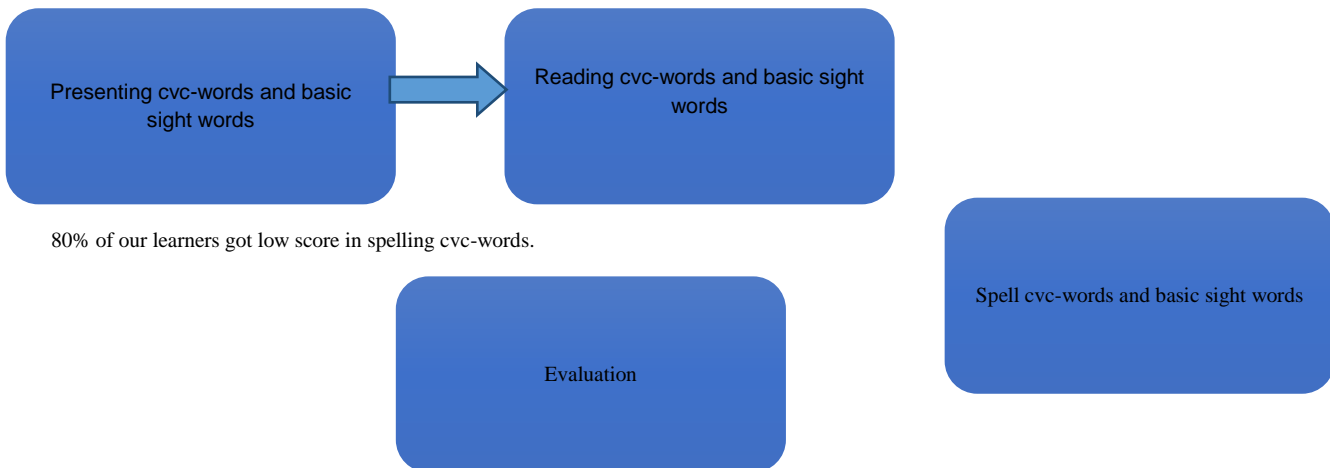 Presenting cvc-words and basic
sight words
Reading cvc-words and basic sight
words
80% of our learners got low score in spelling cvc-words.
Spell cvc-words and basic sight words
Evaluation